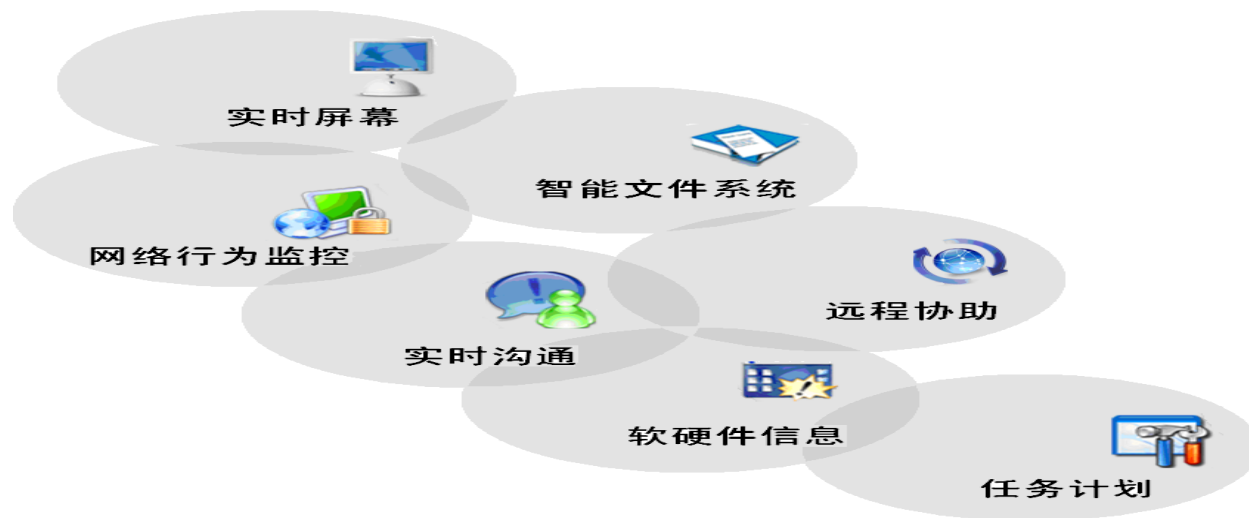 实时屏幕
智能文件系统
网络行为监控
远程协助
实时沟通
软硬件信息
任务计划